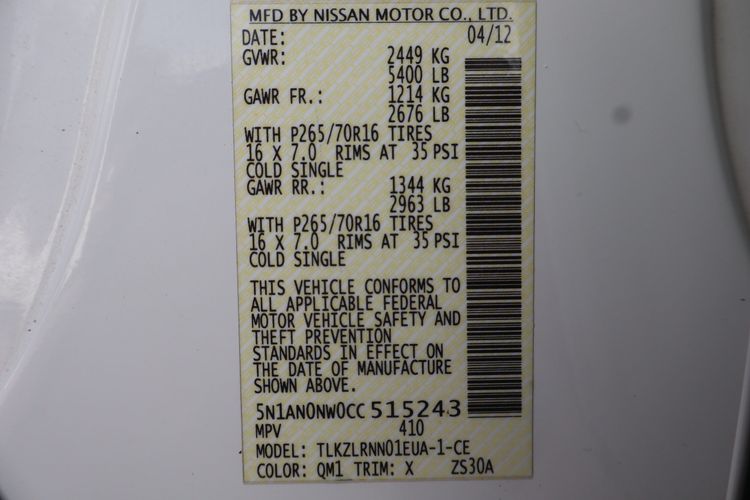 MFD BY NISSAN MOTOR CO., LTD.
DATE: 04/12
GVWR: 2449 KG
5400 LB
GAWR FR.: 1214 KG
2676 LB
WITH P265/70R16 TIRES
16 X 7.0 RIMS AT 35 PSI
COLD SINGLE
GAWR RR.: 1344 KG
2963 LB
WITH P265/70R16 TIRES
16 X 7.0 RIMS AT 35 PSI
COLD SINGLE
THIS VEHICLE CONFORMS TO
ALL APPLICABLE FEDERAL
MOTOR VEHICLE SAFETY AND
THEFT PREVENTION
STANDARDS IN EFFECT ON
THE DATE OF MANUFACTURE
SHOWN ABOVE.
5N1AN0NW0CC515243
MPV 410
MODEL: TLKZLRNN01EUA-1-CE
COLOR: QM1 TRIM: X ZS30A